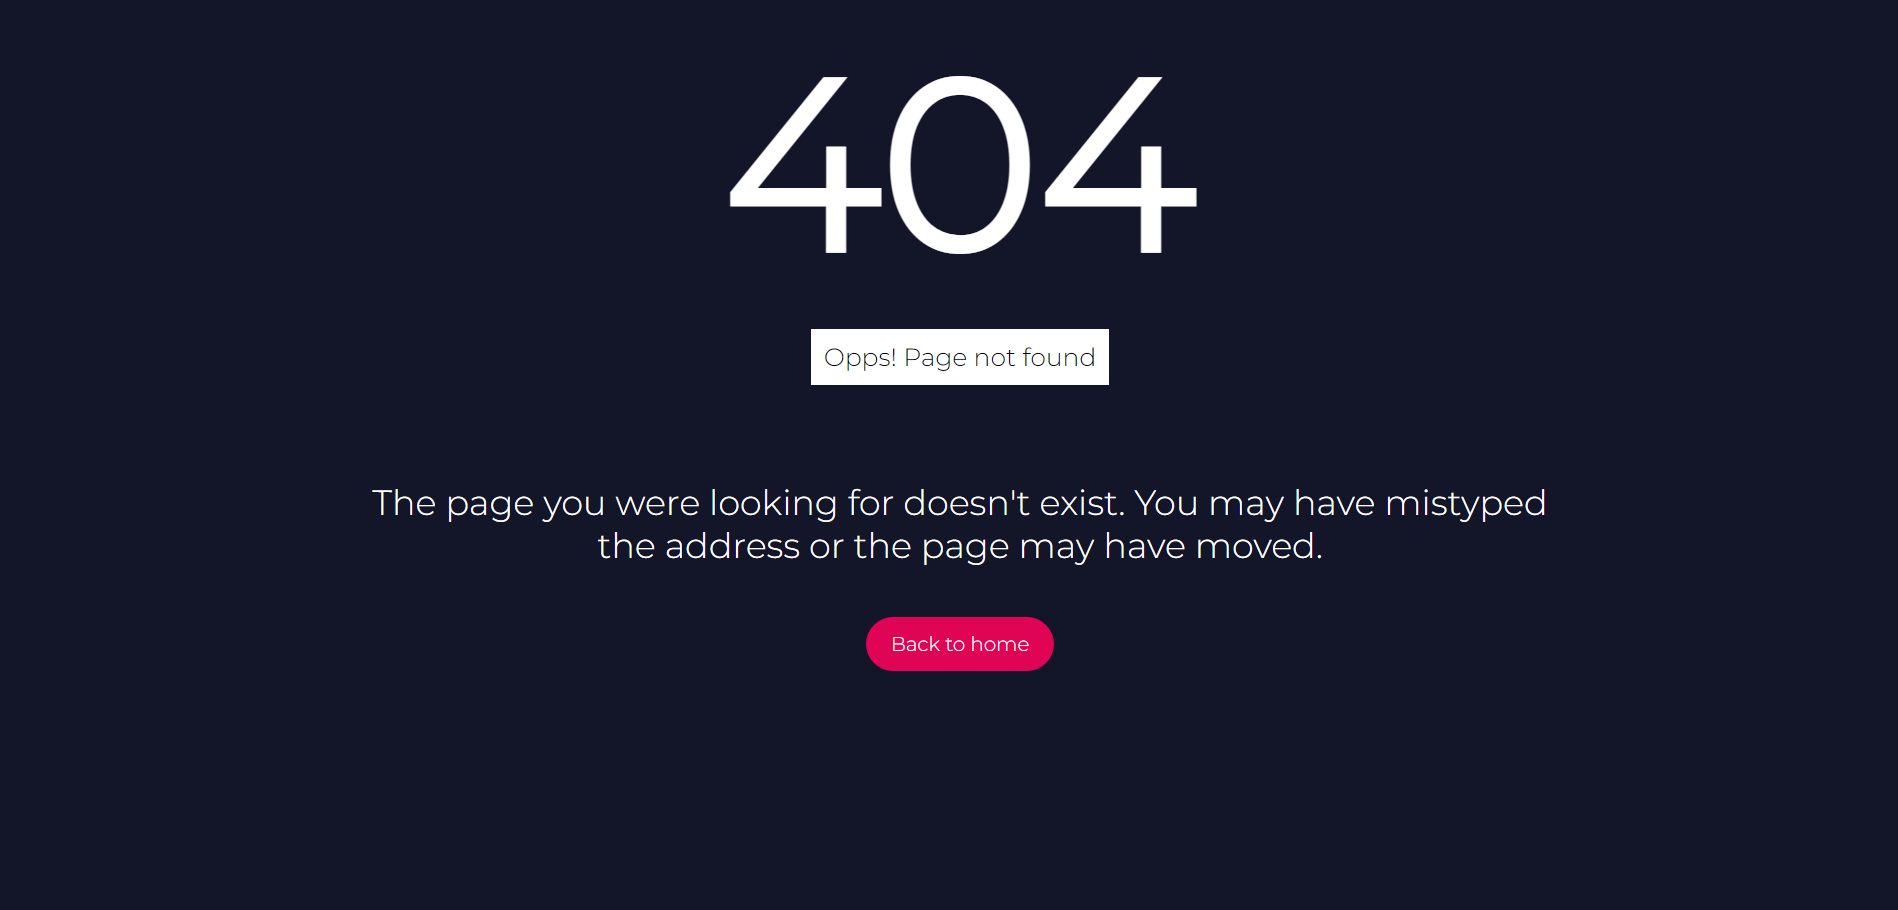 404
Opps! Page not found
The page you were looking for doesn't exist. You may have mistyped
the address or the page may have moved.
Back to home